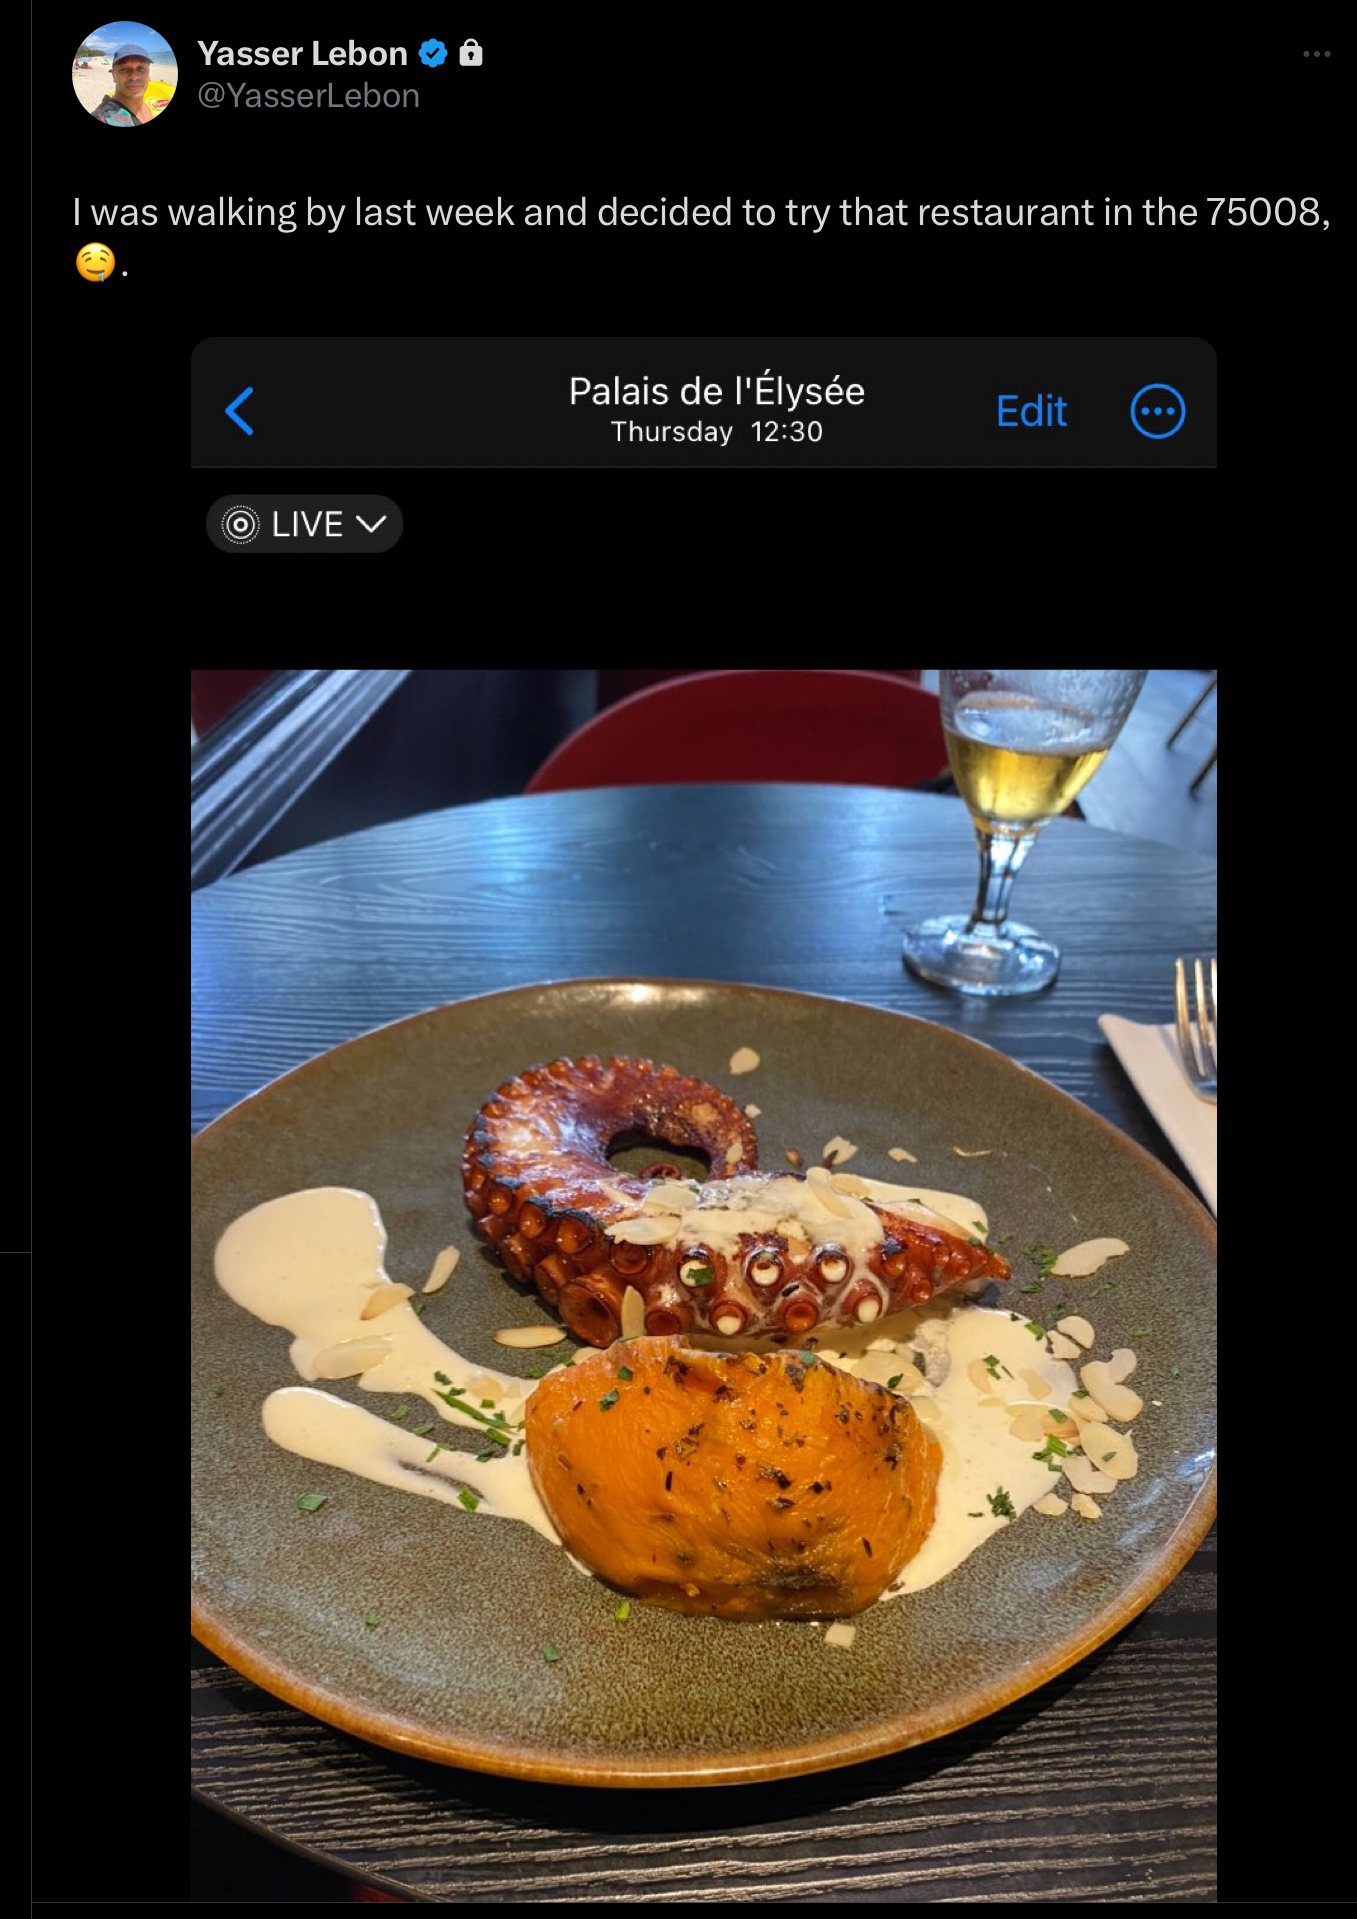 Yasser Lebon
@YasserLebon
I was walking by last week and decided to try that restaurant in the 75008,
🤤.
Palais de l'Élysée
Thursday 12:30
Edit
LIVE